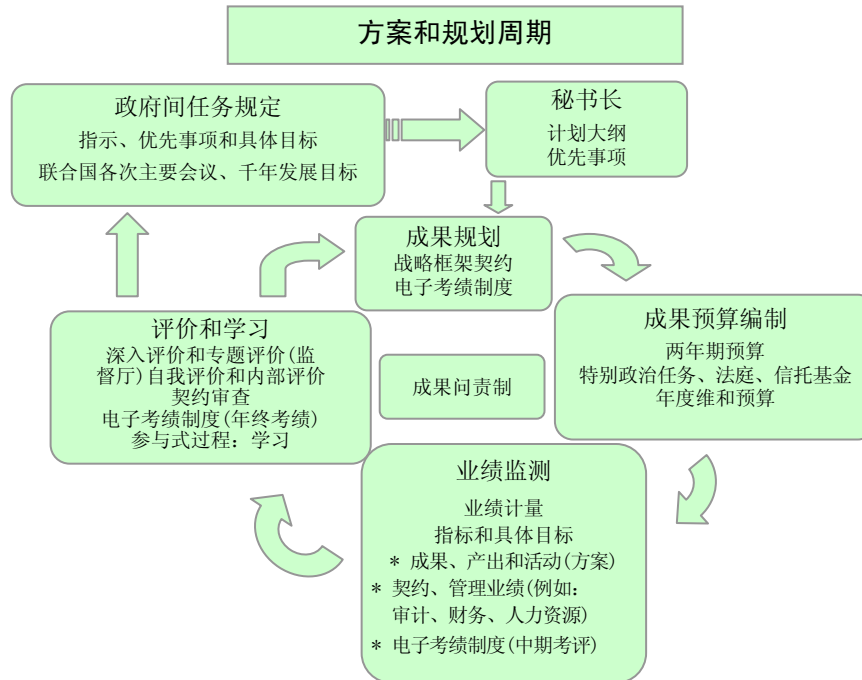 方案和规划周期
政府间任务规定
指示、优先事项和具体目标
联合国各次主要会议、千年发展目标
秘书长
计划大纲
优先事项
成果规划
战略框架契约
电子考绩制度
评价和学习
深入评价和专题评价(监
督厅)自我评价和内部评价
契约审查
电子考绩制度(年终考绩)
参与式过程：学习
成果问责制
成果预算编制
两年期预算
特别政治任务、法庭、信托基金
年度维和预算
业绩监测
业绩计量
指标和具体目标
* 成果、产出和活动(方案)
* 契约、管理业绩(例如：
审计、财务、人力资源)
* 电子考绩制度(中期考评)